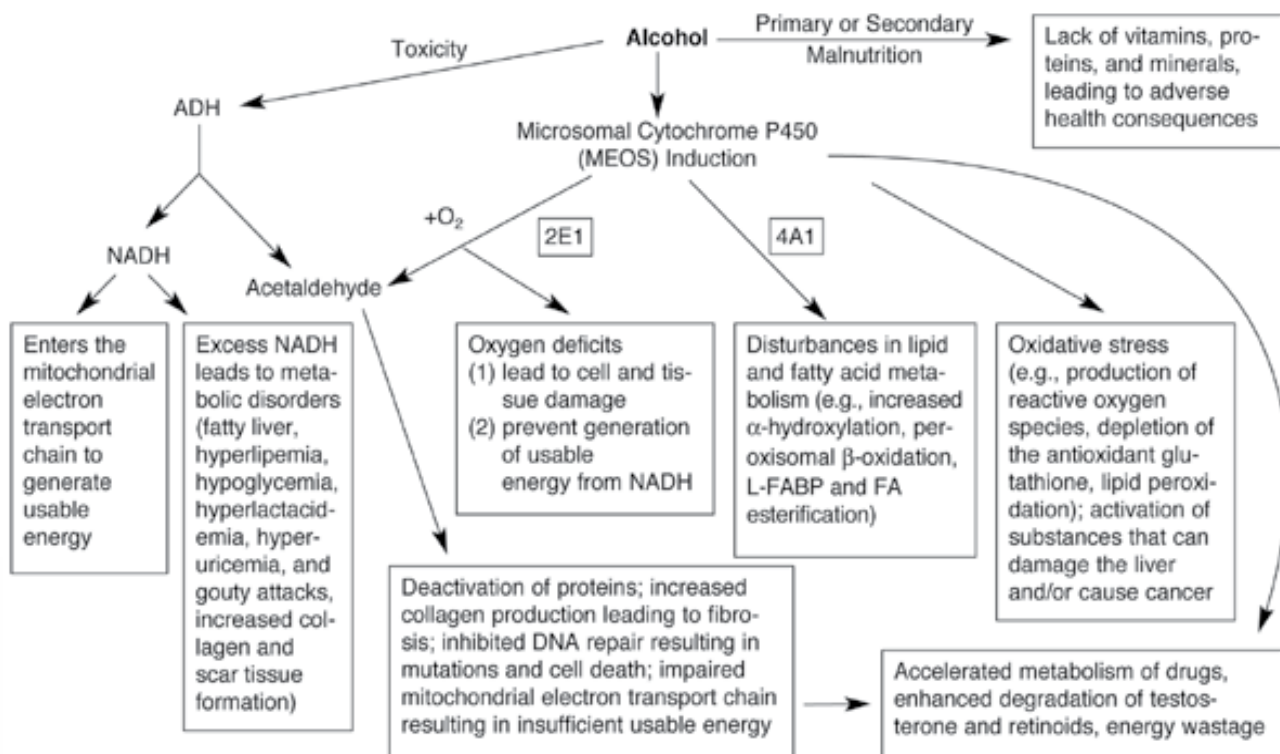 Primary or Secondary
Alcohol
Malnutrition
Toxicity
Lack of vitamins, pro-
teins, and minerals,
leading to adverse
health consequences
ADH
Microsomal Cytochrome P450
(MEOS) Induction
+O₂
2E1
4A1
NADH
Acetaldehyde
Enters the
mitochondrial
electron
transport
chain to
generate
usable
energy
Excess NADH
leads to meta-
bolic disorders
(fatty liver,
hyperlipemia,
hypoglycemia,
hyperlactacid-
emia, hyper-
uricemia, and
gouty attacks,
increased col-
lagen and
scar tissue
formation)
Oxygen deficits
(1) lead to cell and tis-
sue damage
(2) prevent generation
of usable
energy from NADH
Disturbances in lipid
and fatty acid meta-
bolism (e.g., increased
α-hydroxylation, per-
oxisomal β-oxidation,
L-FABP and FA
esterification)
Oxidative stress
(e.g., production of
reactive oxygen
species, depletion of
the antioxidant glu-
tathione, lipid peroxi-
dation); activation of
substances that can
damage the liver
and/or cause cancer
Deactivation of proteins; increased
collagen production leading to fibro-
sis; inhibited DNA repair resulting in
mutations and cell death; impaired
mitochondrial electron transport chain
resulting in insufficient usable energy
Accelerated metabolism of drugs,
enhanced degradation of testos-
terone and retinoids, energy wastage